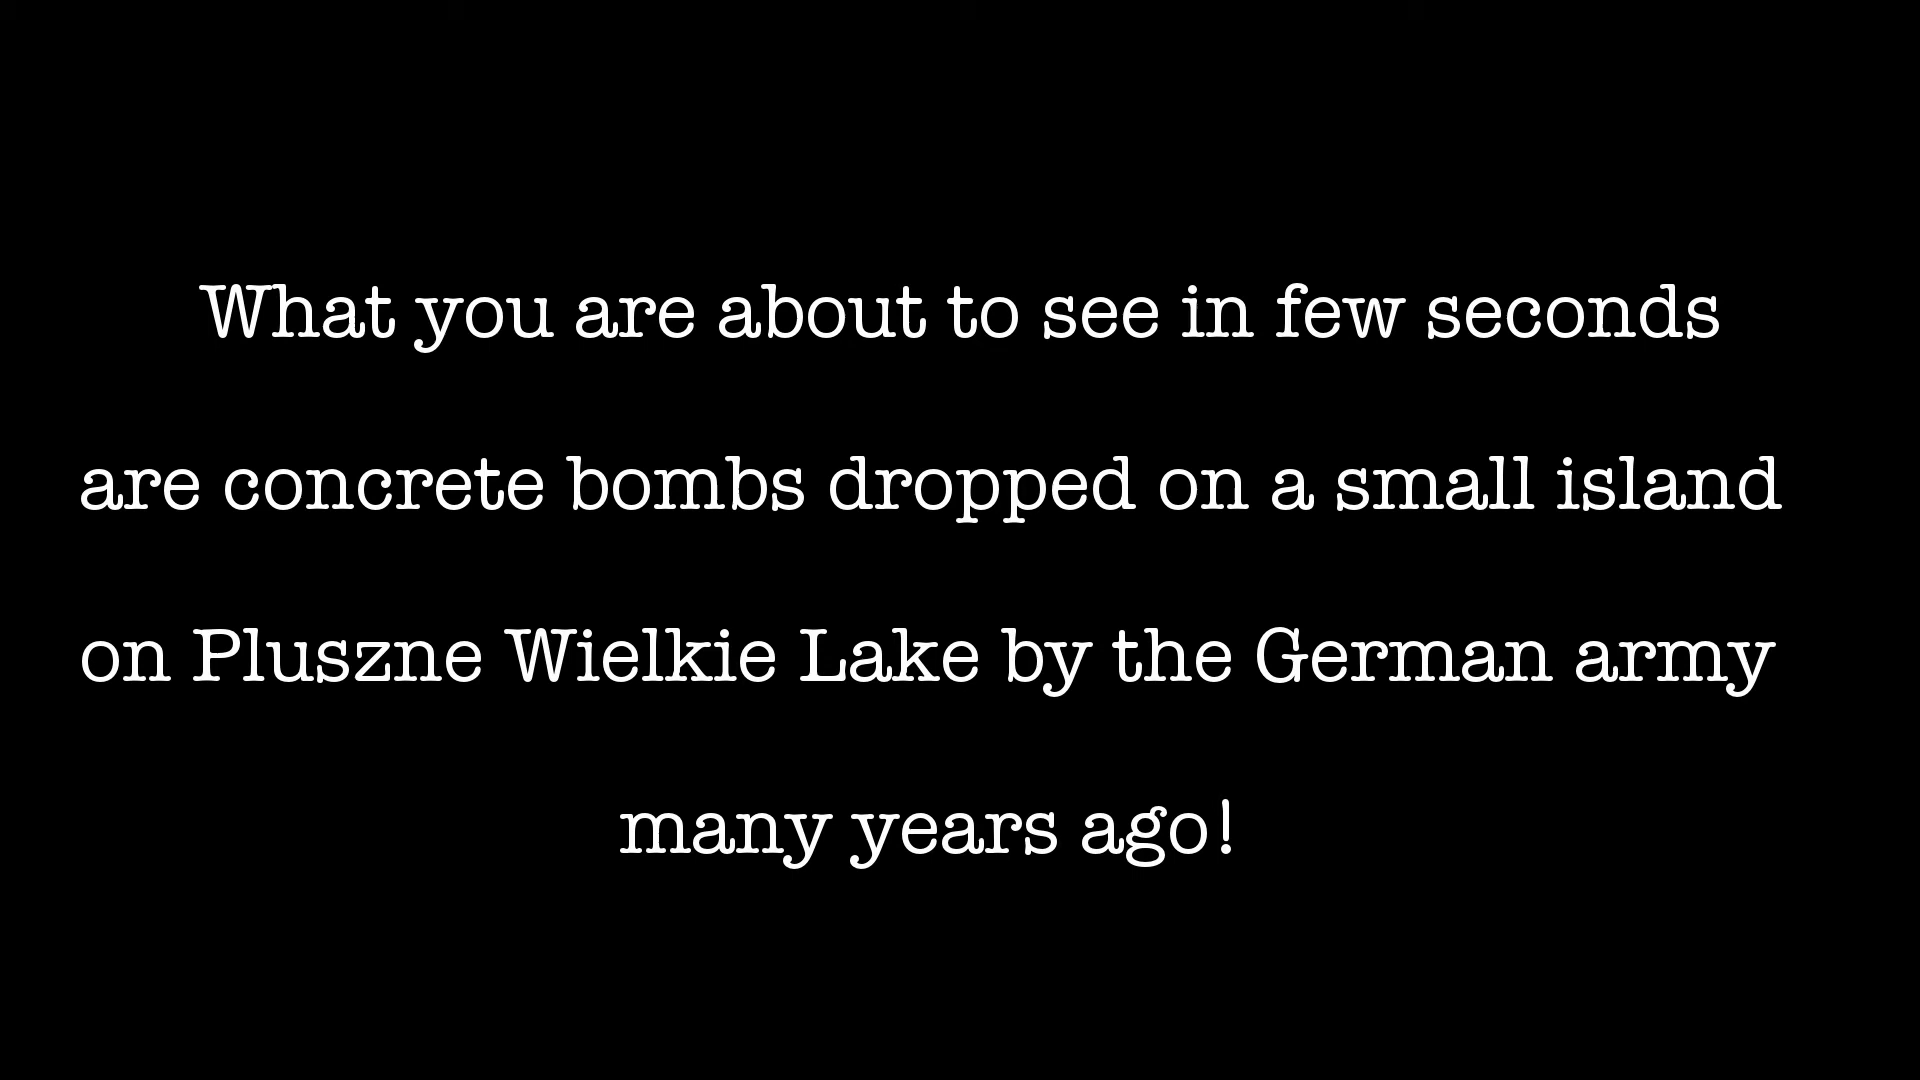 What you are about to see in few seconds
are concrete bombs dropped on a small island
on Pluszne Wielkie Lake by the German army
many years ago!